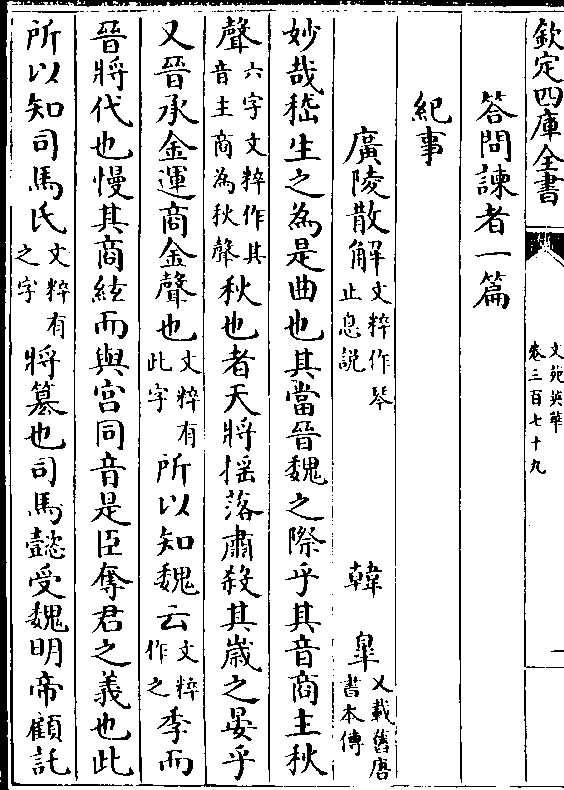 欽定四庫全書
文苑英華
卷三百七十九
一
答問諫者一篇
紀事
廣陵散解文粹作琴止息說 韓皐又載舊唐書本傳
妙哉嵇生之為是曲也其當晉魏之際乎其音商主秋
聲六字文粹作其音主商為秋聲秋也者天將揺落肅殺其嵗之晏乎
又晉承金運商金聲也文粹有此字所以知魏云文粹作之季而
晉將代也慢其商絃而與宫同音是臣奪君之義也此
所以知司馬氏文粹有之字將簒也司馬懿受魏明帝顧託